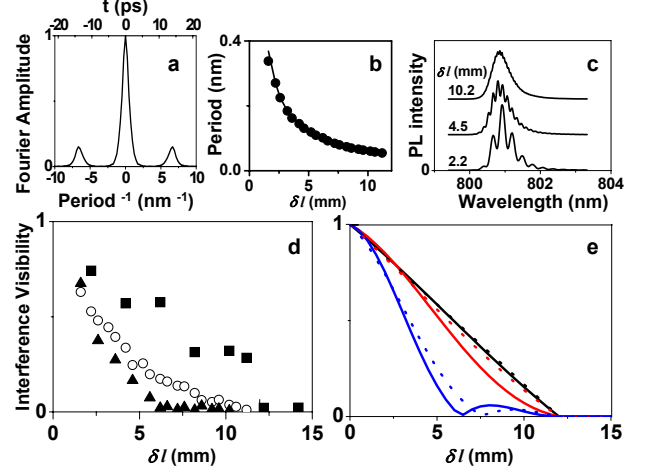 t (ps)
-20 -10 0 10 20
1
0
Fourier Amplitude
a
-10 -5 0 5 10
Period ⁻¹ (nm ⁻¹)
0.4
0.0
Period (nm)
b
0 5 10
δl (mm)
PL intensity
0
c
δl (mm)
10.2
4.5
2.2
800 802 804
Wavelength (nm)
1
0
Interference Visibility
d
0 5 10 15
δl (mm)
1
0
e
0 5 10 15
δl (mm)